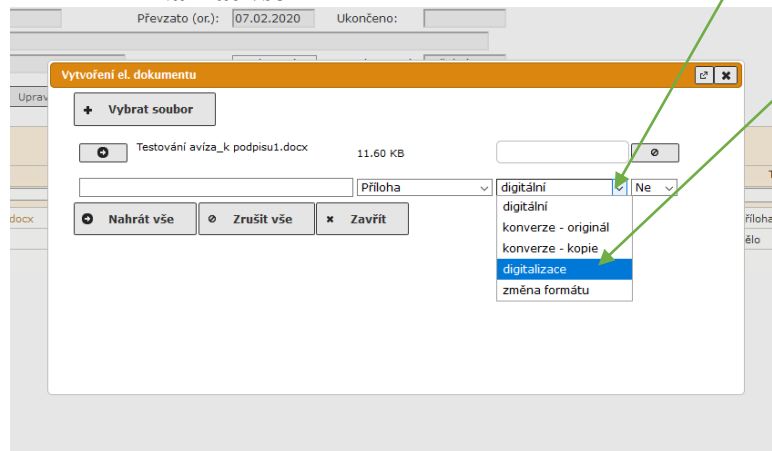 Převzato (or.): 07.02.2020 Ukončeno:
Vytvoření el. dokumentu
Uprav
+ Vybrat soubor
Testování avíza_k podpisu1.docx 11.60 KB
Příloha digitální Ne
docx
Nahrát vše Zrušit vše Zavřít
digitální
konverze - originál
konverze - kopie
digitalizace
změna formátu
T
říloha
ělo